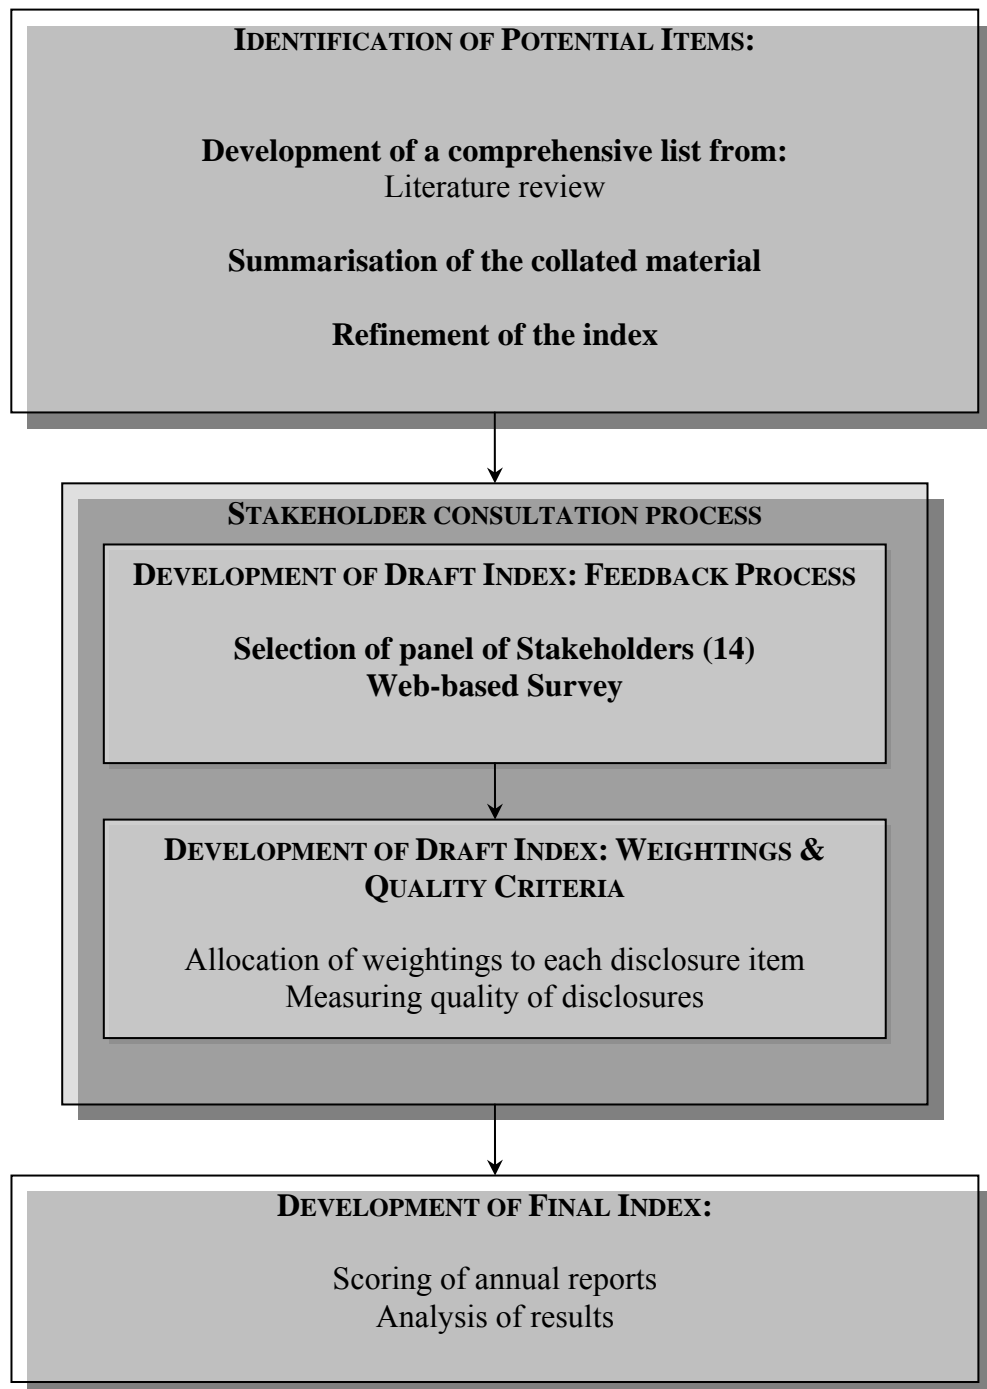 IDENTIFICATION OF POTENTIAL ITEMS:
Development of a comprehensive list from:
Literature review
Summarisation of the collated material
Refinement of the index
STAKEHOLDER CONSULTATION PROCESS
DEVELOPMENT OF DRAFT INDEX: FEEDBACK PROCESS
Selection of panel of Stakeholders (14)
Web-based Survey
DEVELOPMENT OF DRAFT INDEX: WEIGHTINGS &
QUALITY CRITERIA
Allocation of weightings to each disclosure item
Measuring quality of disclosures
DEVELOPMENT OF FINAL INDEX:
Scoring of annual reports
Analysis of results